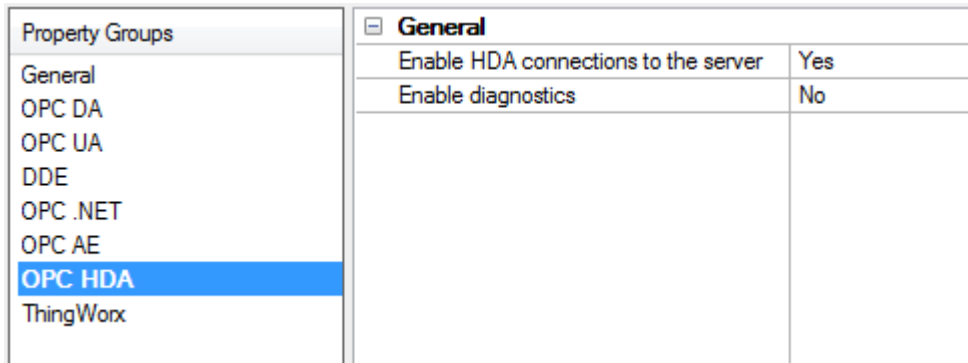 Property Groups
General
OPC DA
OPC UA
DDE
OPC .NET
OPC AE
OPC HDA
ThingWorx
General
Enable HDA connections to the server Yes
Enable diagnostics No